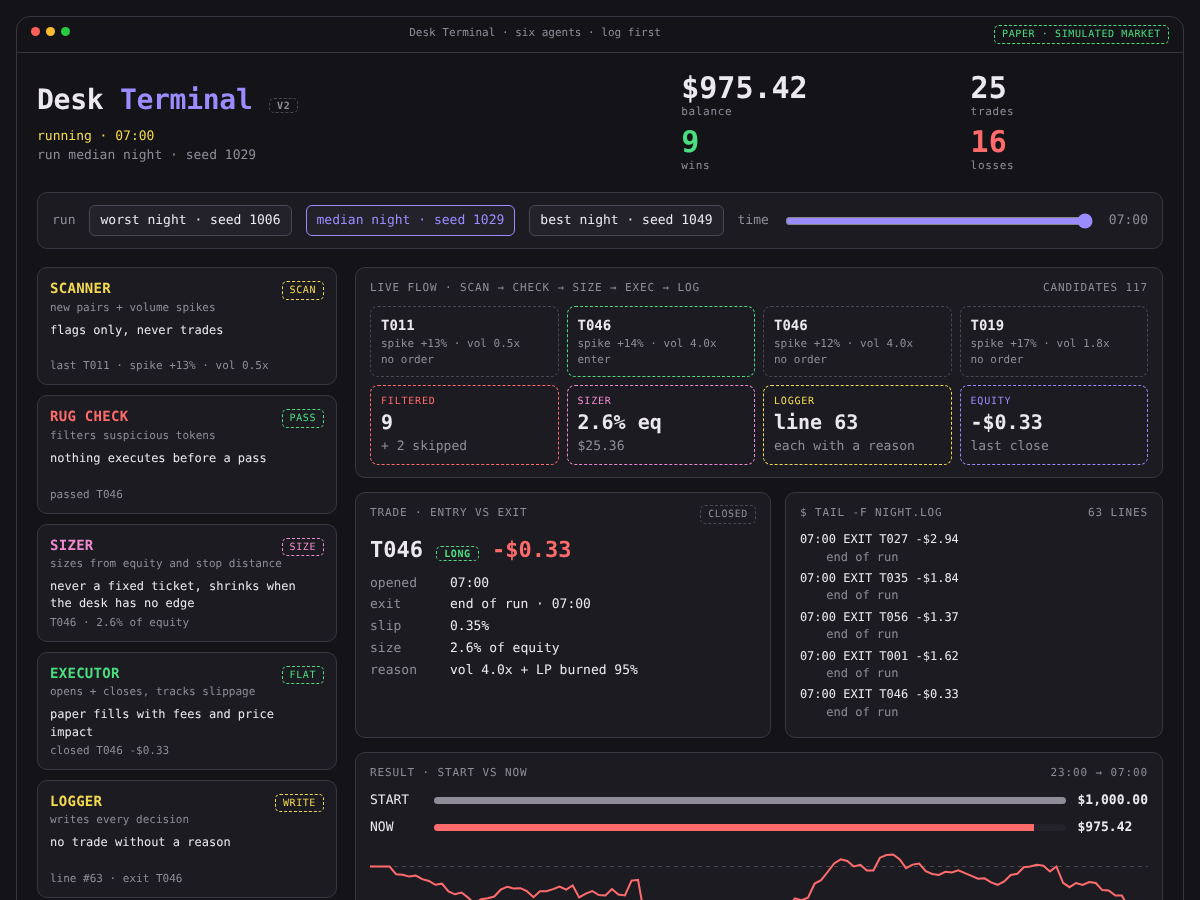 Desk Terminal · six agents · log first
PAPER · SIMULATED MARKET
Desk Terminal V2
running · 07:00
run median night · seed 1029
$975.42
balance
25
trades
9
wins
16
losses
run
worst night · seed 1006
median night · seed 1029
best night · seed 1049
time
07:00
SCANNER
SCAN
new pairs + volume spikes
flags only, never trades
last T011 · spike +13% · vol 0.5x
RUG CHECK
PASS
filters suspicious tokens
nothing executes before a pass
passed T046
SIZER
SIZE
sizes from equity and stop distance
never a fixed ticket, shrinks when
the desk has no edge
T046 · 2.6% of equity
EXECUTOR
FLAT
opens + closes, tracks slippage
paper fills with fees and price
impact
closed T046 -$0.33
LOGGER
WRITE
writes every decision
no trade without a reason
line #63 · exit T046
LIVE FLOW · SCAN → CHECK → SIZE → EXEC → LOG
CANDIDATES 117
T011
spike +13% · vol 0.5x
no order
T046
spike +14% · vol 4.0x
enter
T046
spike +12% · vol 4.0x
no order
T019
spike +17% · vol 1.8x
no order
FILTERED
9
+ 2 skipped
SIZER
2.6% eq
$25.36
LOGGER
line 63
each with a reason
EQUITY
-$0.33
last close
TRADE · ENTRY VS EXIT
CLOSED
T046 LONG -$0.33
opened 07:00
exit end of run · 07:00
slip 0.35%
size 2.6% of equity
reason vol 4.0x + LP burned 95%
$ TAIL -F NIGHT.LOG
63 LINES
07:00 EXIT T027 -$2.94
end of run
07:00 EXIT T035 -$1.84
end of run
07:00 EXIT T056 -$1.37
end of run
07:00 EXIT T001 -$1.62
end of run
07:00 EXIT T046 -$0.33
end of run
RESULT · START VS NOW
23:00 → 07:00
START $1,000.00
NOW $975.42